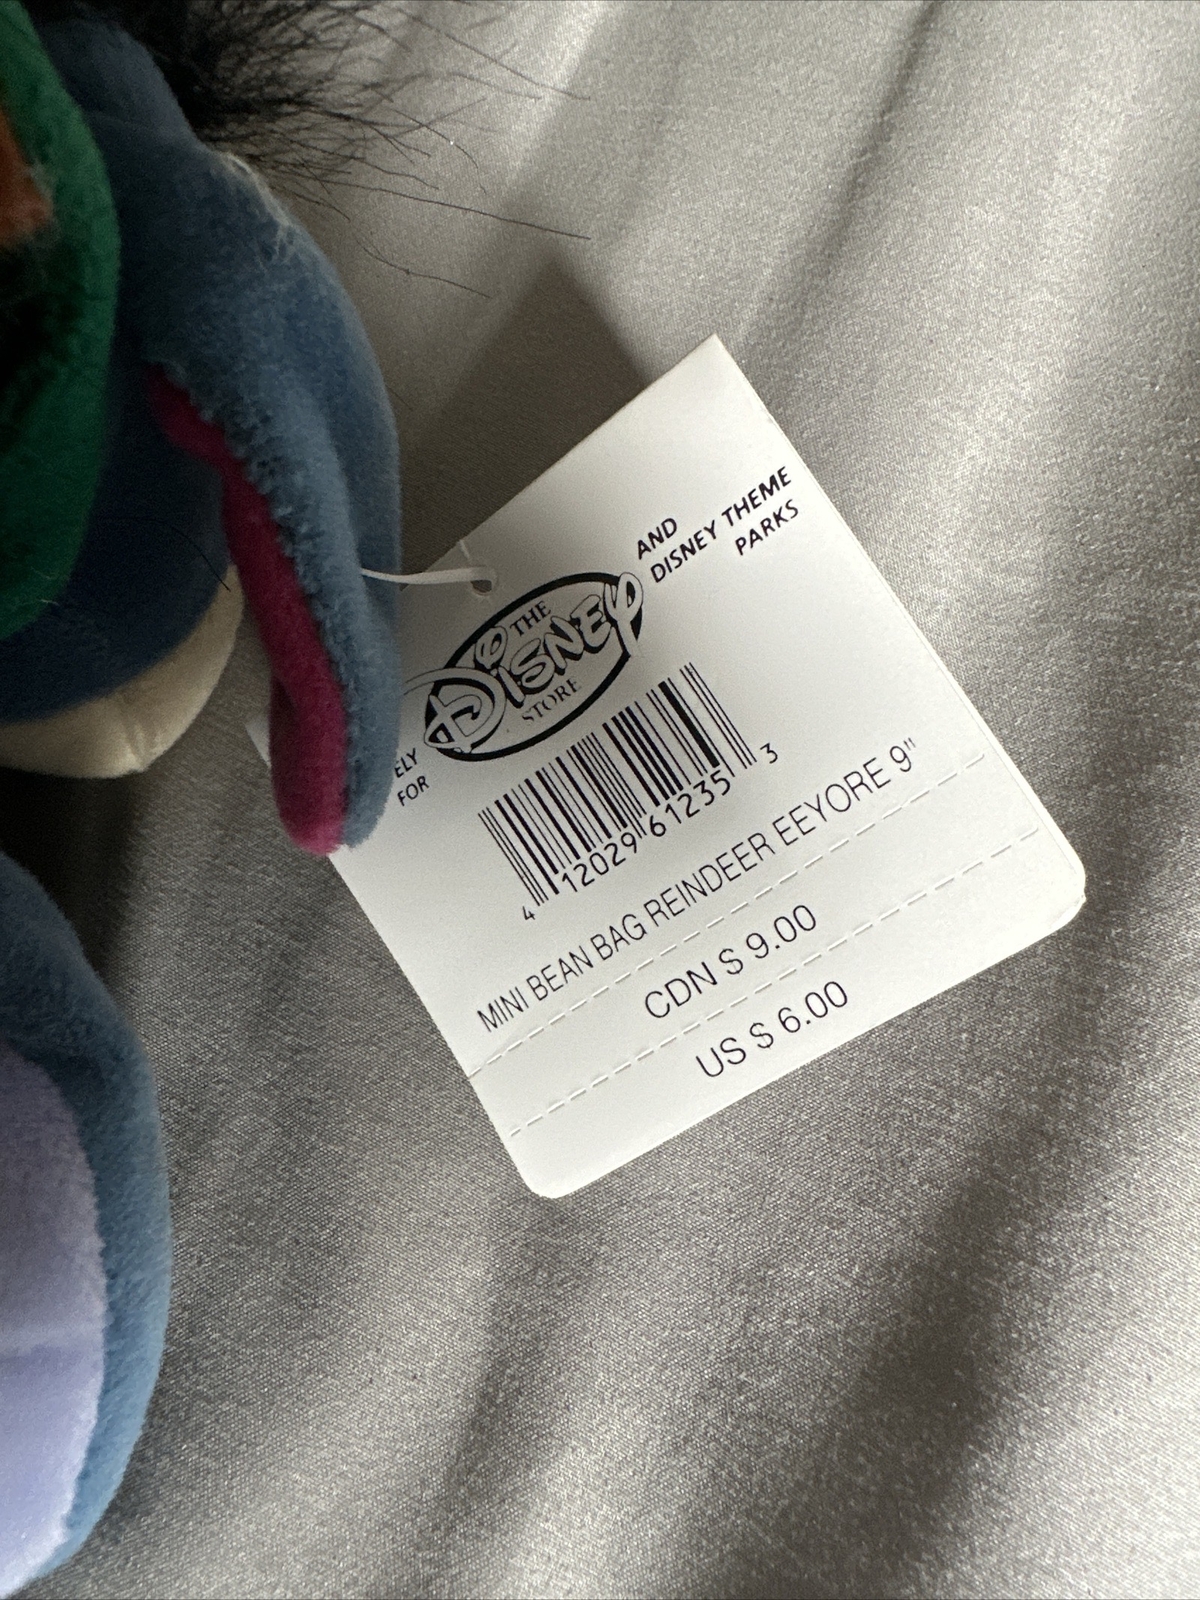 ELY
FOR
THE
DISNEY
STORE
AND
DISNEY THEME
PARKS
4 12029 61235 3
MINI BEAN BAG REINDEER EEYORE 9"
CDN $ 9.00
US $ 6.00